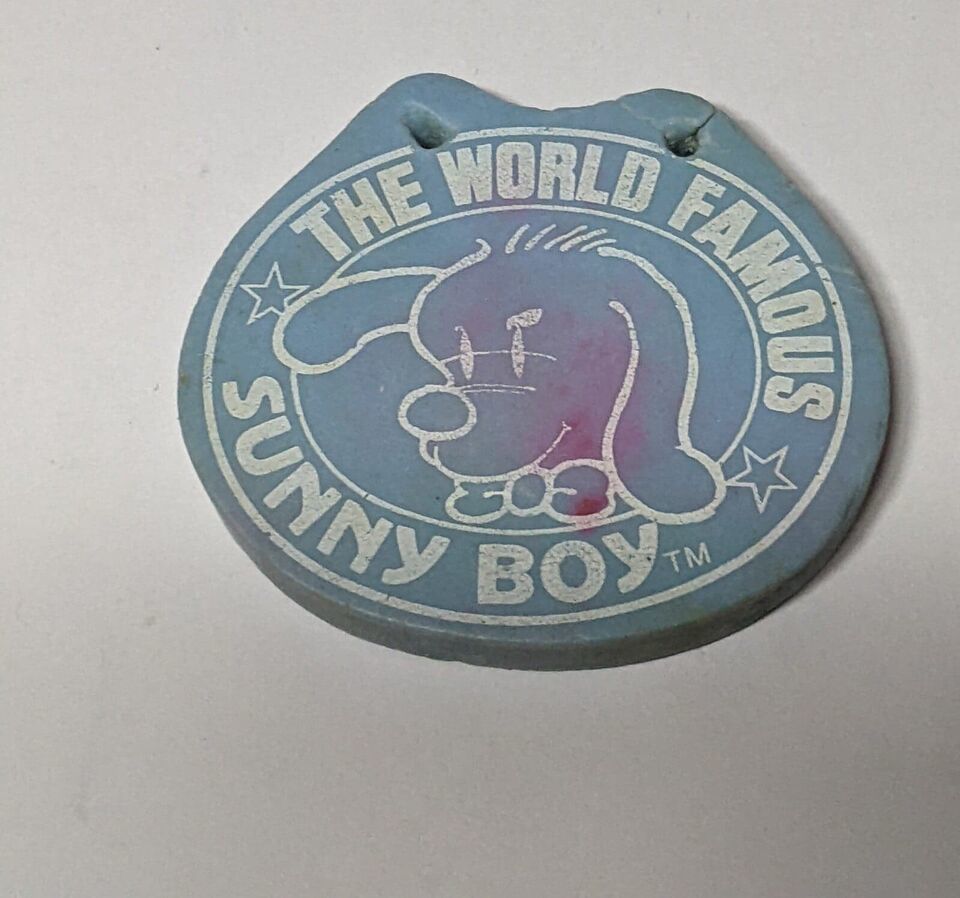 THE WORLD FAMOUS
SUNNY BOY™